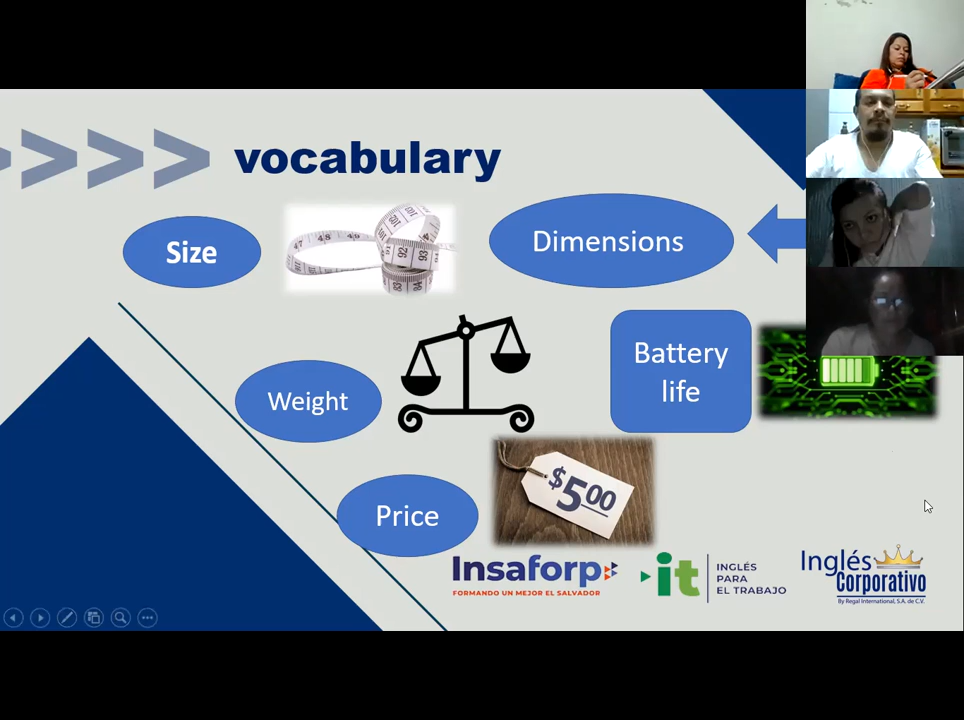 vocabulary
Size
Dimensions
Battery
life
Weight
$5.00
Price
Insaforp
FORMANDO UN MEJOR EL SALVADOR
it
INGLÉS
PARA
EL TRABAJO
Inglés
Corporativo
By Regal International, S.A. de C.V.